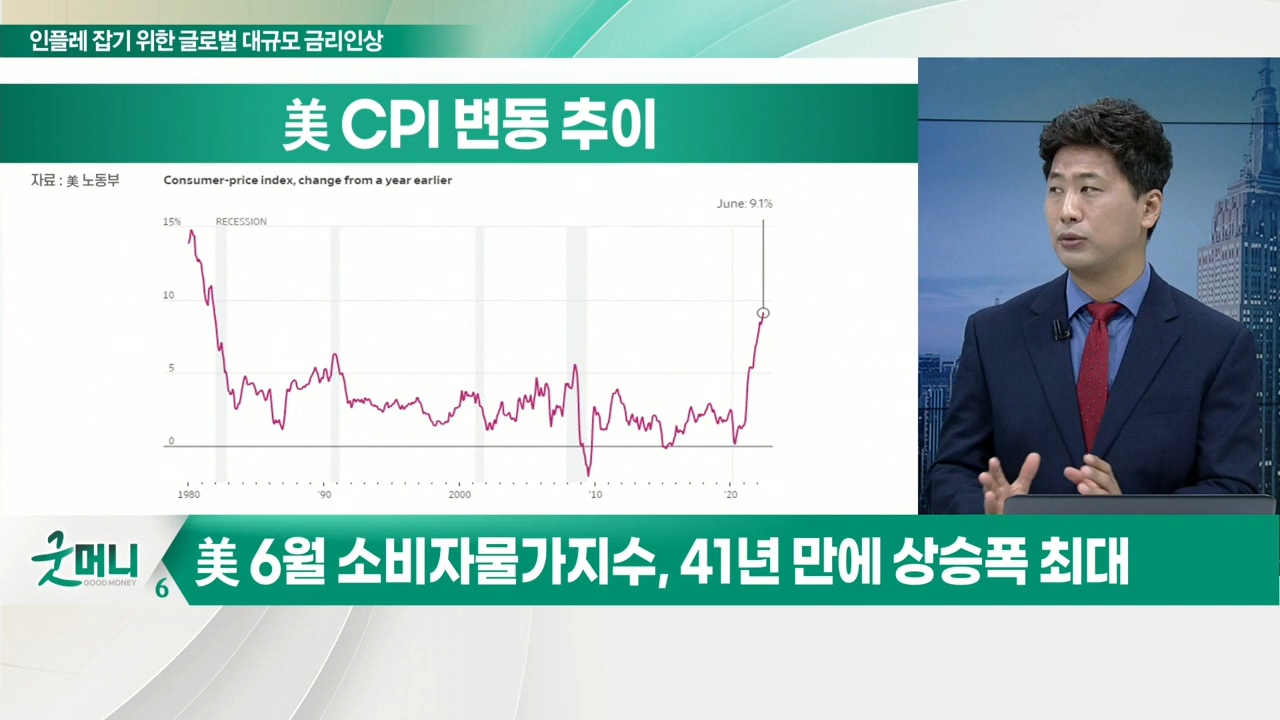 인플레 잡기 위한 글로벌 대규모 금리인상
美 CPI 변동 추이
자료 : 美 노동부
Consumer-price index, change from a year earlier
June: 9.1%
15%
RECESSION
10
5
0
1980 '90 2000 '10 '20
굿머니
GOOD MONEY
6
美 6월 소비자물가지수, 41년 만에 상승폭 최대